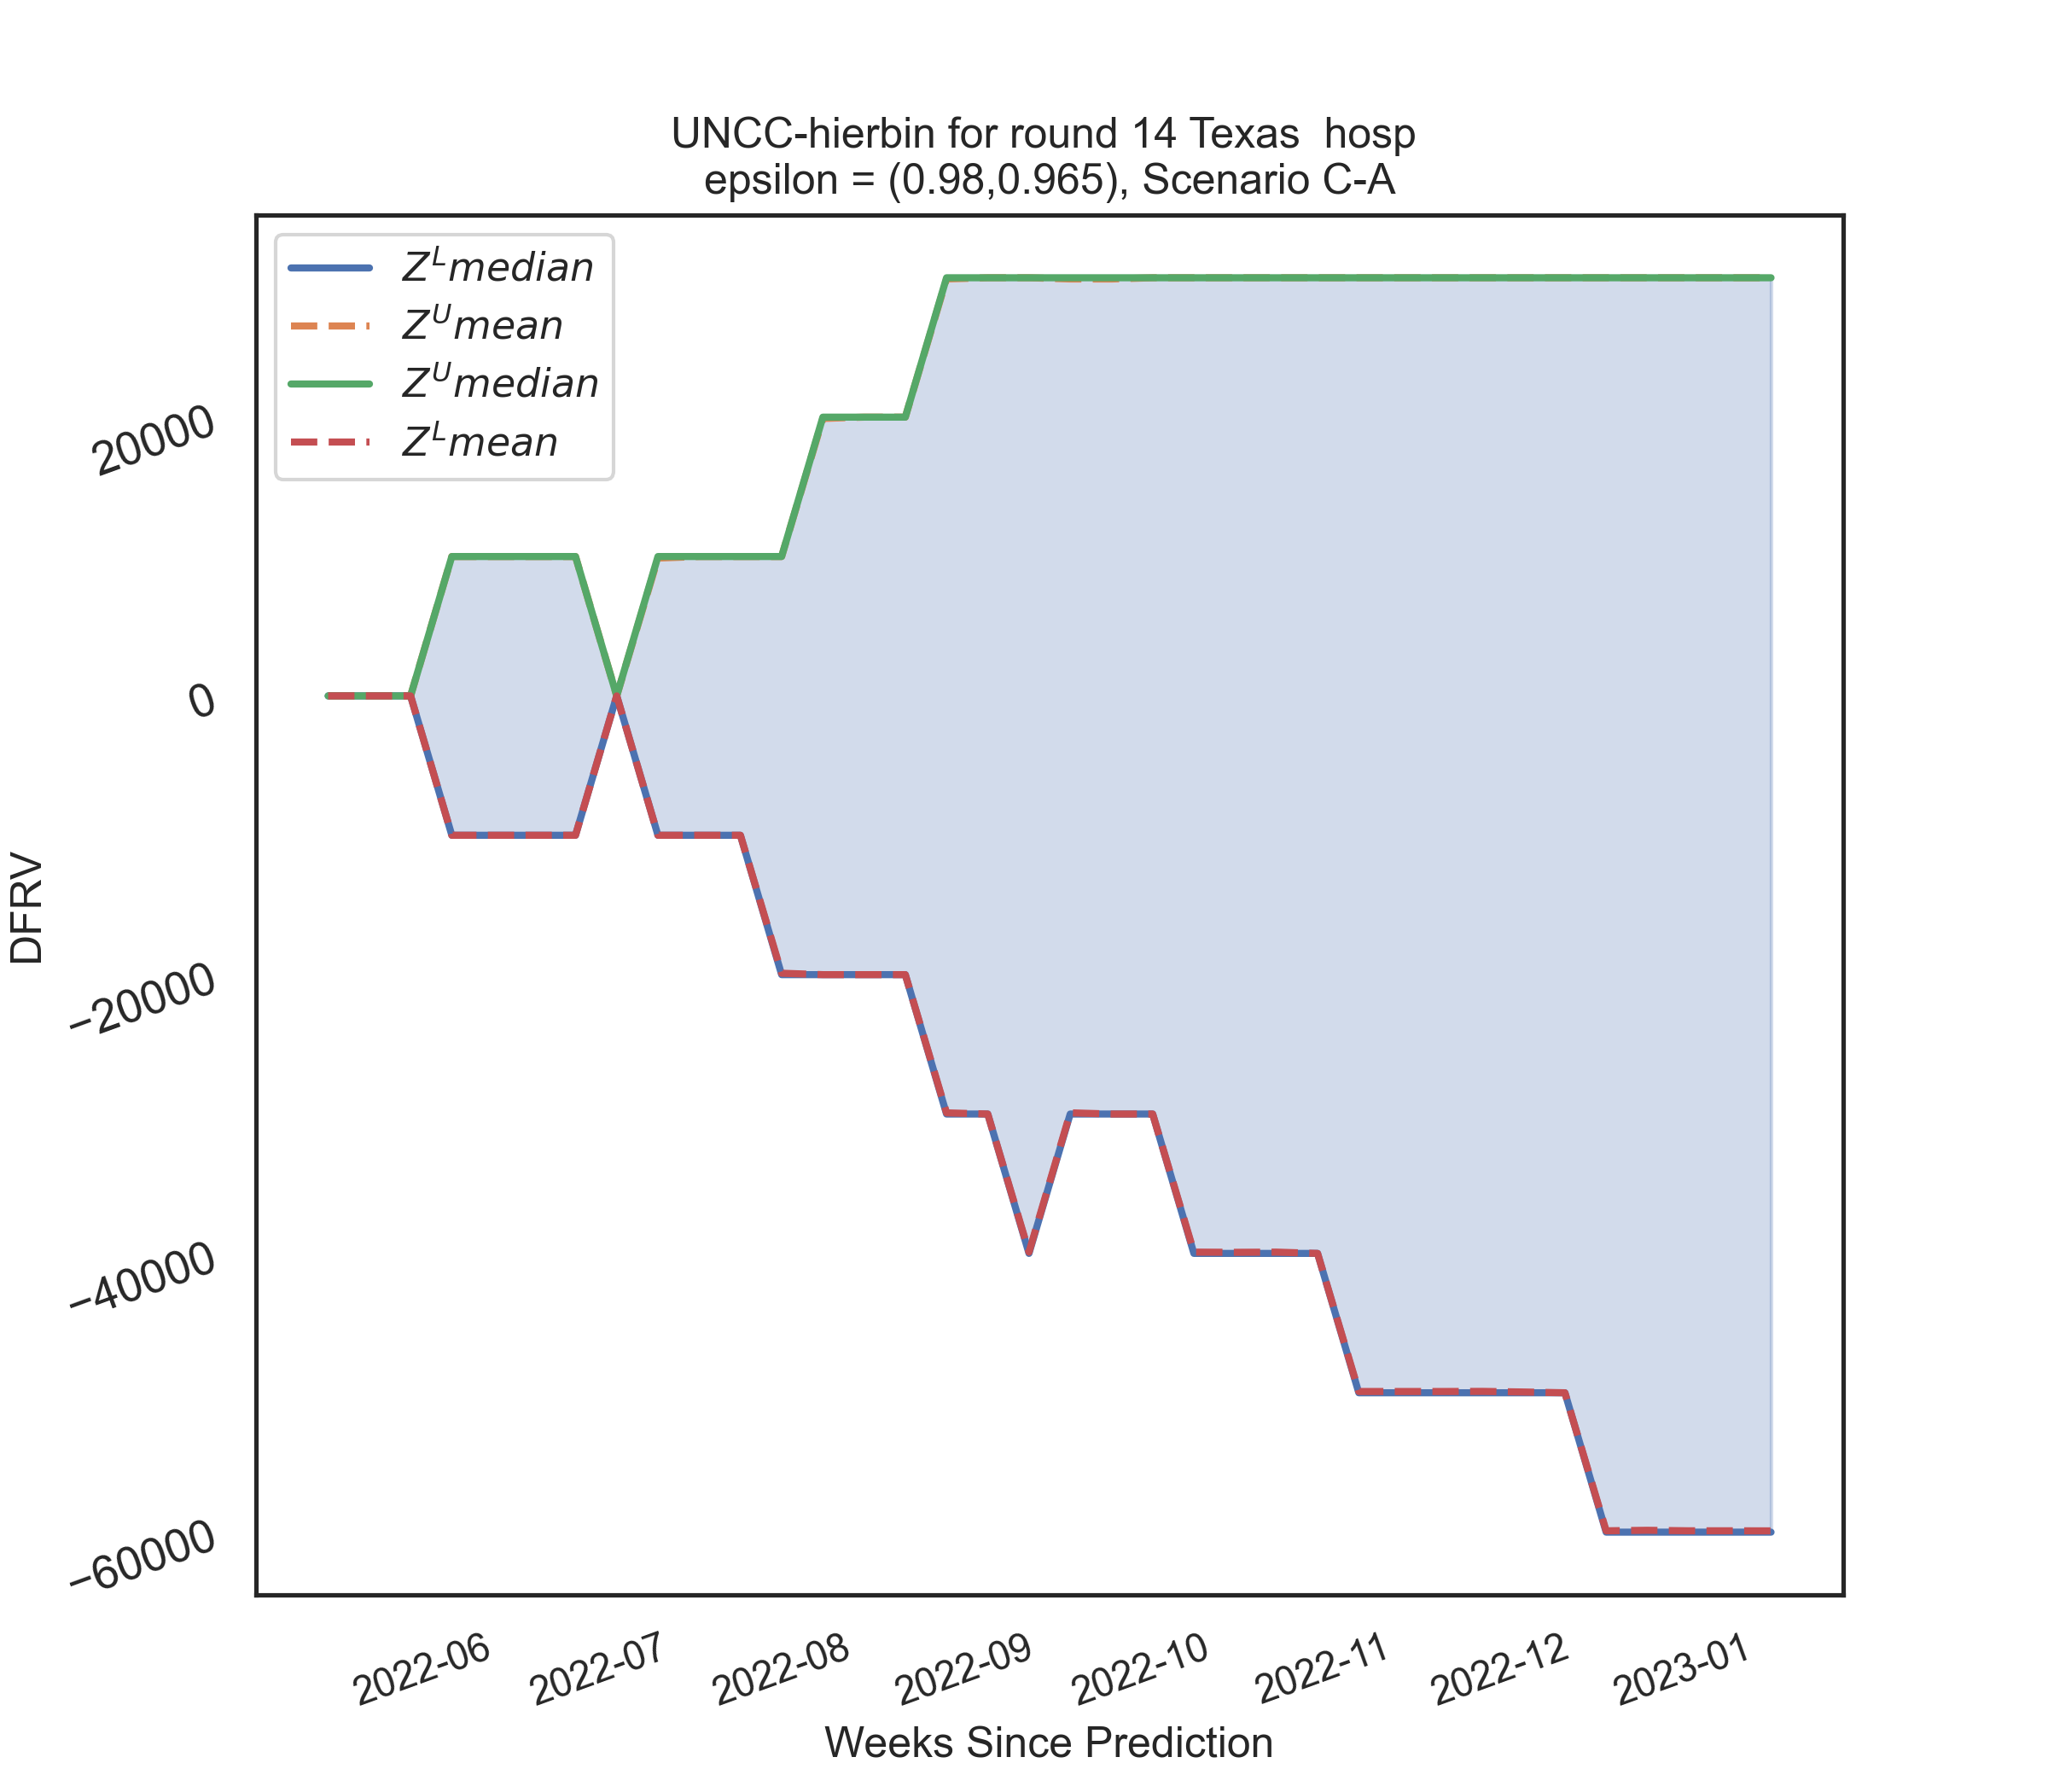 UNCC-hierbin for round 14 Texas  hosp
epsilon = (0.98,0.965), Scenario C-A
Z^L median
Z^U mean
Z^U median
Z^L mean
20000
0
−20000
−40000
−60000
DFRV
2022-06
2022-07
2022-08
2022-09
2022-10
2022-11
2022-12
2023-01
Weeks Since Prediction